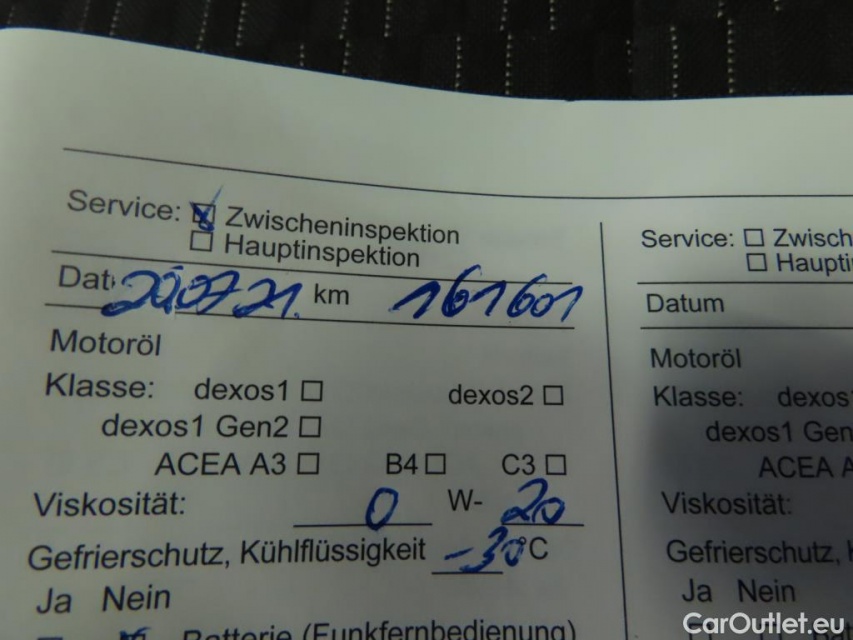 Service: ☒ Zwischeninspektion
☐ Hauptinspektion
Dat 20.07.21 km 161601
Motoröl
Klasse: dexos1 ☐ dexos2 ☐
dexos1 Gen2 ☐
ACEA A3 ☐ B4 ☐ C3 ☐
Viskosität: 0 W- 20
Gefrierschutz, Kühlflüssigkeit -30°C
Ja Nein
Batterie (Funkfernbedienung)
Service: ☐ Zwisch
☐ Haupti
Datum
Motoröl
Klasse: dexos
dexos1 Gen
ACEA A
Viskosität:
Gefrierschutz,
Ja Nein
CarOutlet.eu